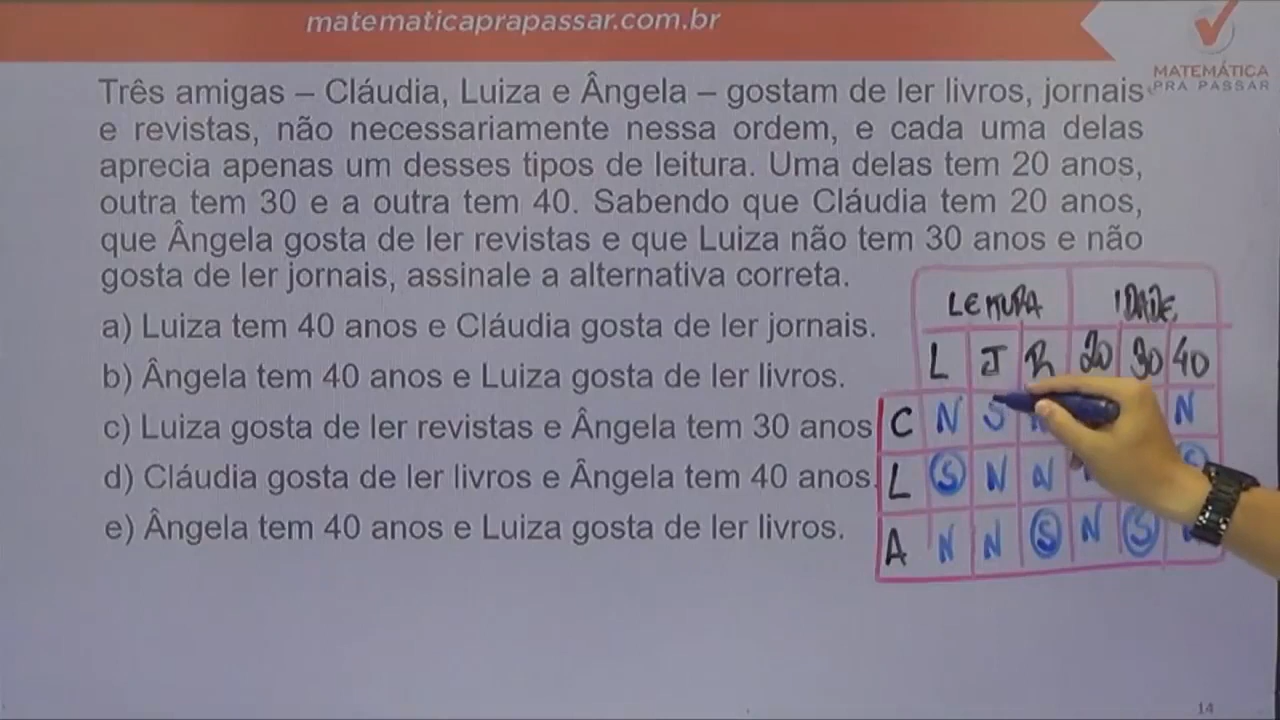 matematicaprapassar.com.br
MATEMÁTICA
PRA PASSAR
Três amigas – Cláudia, Luiza e Ângela – gostam de ler livros, jornais
e revistas, não necessariamente nessa ordem, e cada uma delas
aprecia apenas um desses tipos de leitura. Uma delas tem 20 anos,
outra tem 30 e a outra tem 40. Sabendo que Cláudia tem 20 anos,
que Ângela gosta de ler revistas e que Luiza não tem 30 anos e não
gosta de ler jornais, assinale a alternativa correta.
a) Luiza tem 40 anos e Cláudia gosta de ler jornais.
b) Ângela tem 40 anos e Luiza gosta de ler livros.
c) Luiza gosta de ler revistas e Ângela tem 30 anos
d) Cláudia gosta de ler livros e Ângela tem 40 anos.
e) Ângela tem 40 anos e Luiza gosta de ler livros.
LEITURA IDADE
L J R 20 30 40
C N S N
L S N N
A N N S N S
14